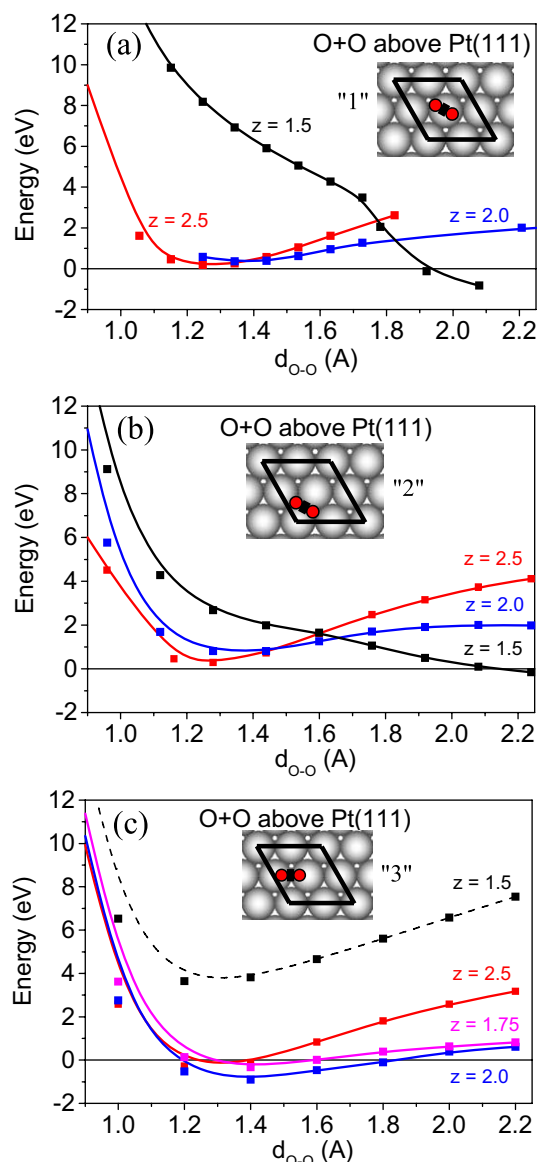 (a)
O+O above Pt(111)
"1"
z = 1.5
z = 2.5
z = 2.0
Energy (eV)
12
10
8
6
4
2
0
-2
1.0 1.2 1.4 1.6 1.8 2.0 2.2
dO-O (A)
(b)
O+O above Pt(111)
"2"
z = 2.5
z = 2.0
z = 1.5
Energy (eV)
12
10
8
6
4
2
0
-2
1.0 1.2 1.4 1.6 1.8 2.0 2.2
dO-O (A)
(c)
O+O above Pt(111)
"3"
z = 1.5
z = 2.5
z = 1.75
z = 2.0
Energy (eV)
12
10
8
6
4
2
0
-2
1.0 1.2 1.4 1.6 1.8 2.0 2.2
dO-O (A)